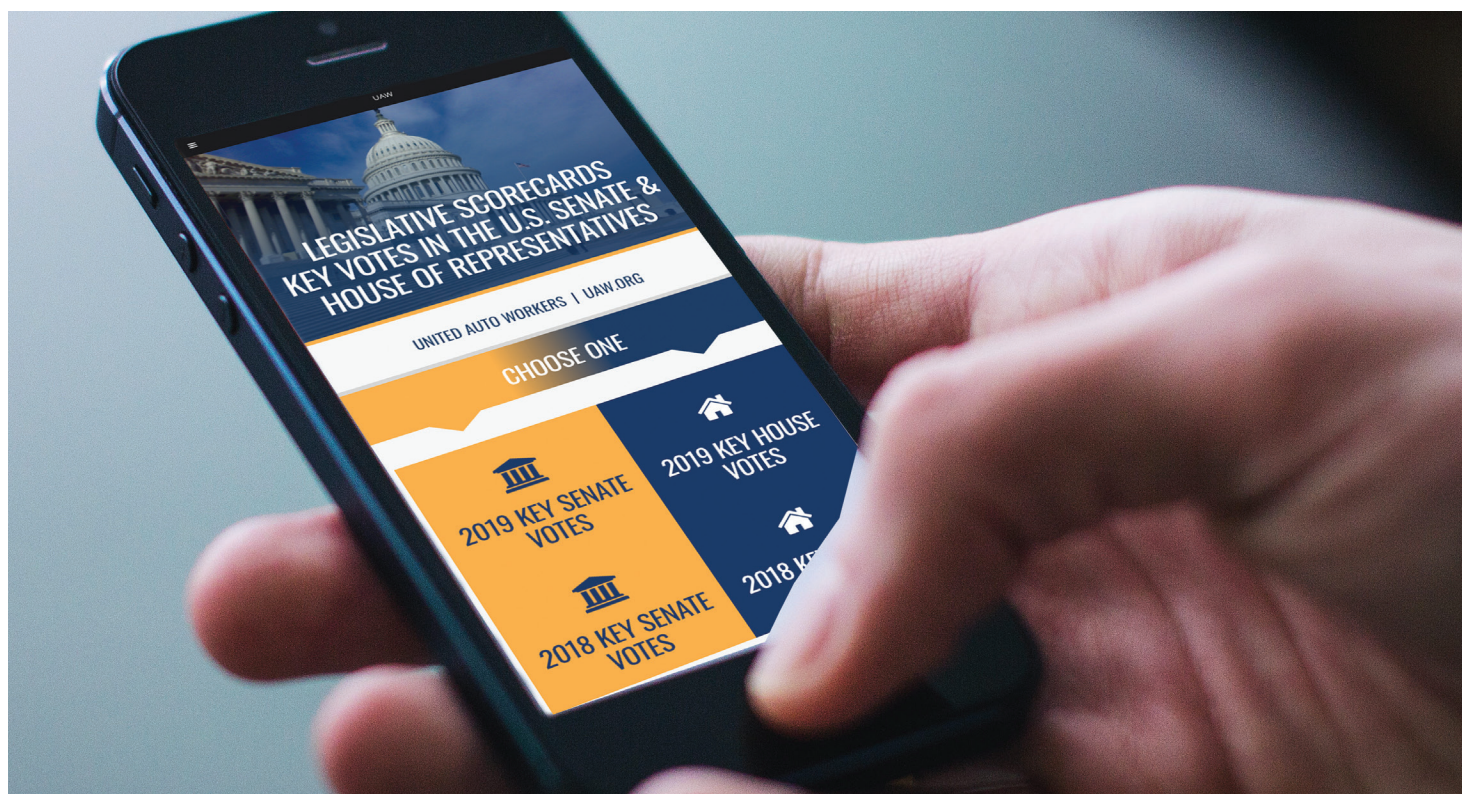 UAW
LEGISLATIVE SCORECARDS
KEY VOTES IN THE U.S. SENATE &
HOUSE OF REPRESENTATIVES
UNITED AUTO WORKERS | UAW.ORG
CHOOSE ONE
2019 KEY SENATE
VOTES
2019 KEY HOUSE
VOTES
2018 KEY SENATE
VOTES
2018